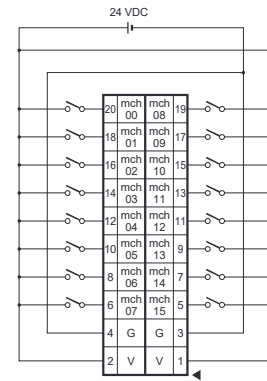 24 VDC
20 mch 00 mch 08 19
18 mch 01 mch 09 17
16 mch 02 mch 10 15
14 mch 03 mch 11 13
12 mch 04 mch 12 11
10 mch 05 mch 13 9
8 mch 06 mch 14 7
6 mch 07 mch 15 5
4 G G 3
2 V V 1